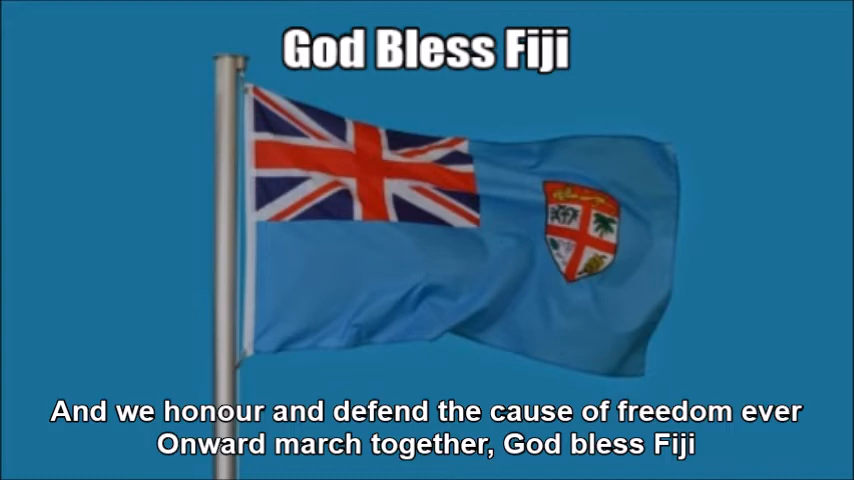 God Bless Fiji
And we honour and defend the cause of freedom ever
Onward march together, God bless Fiji